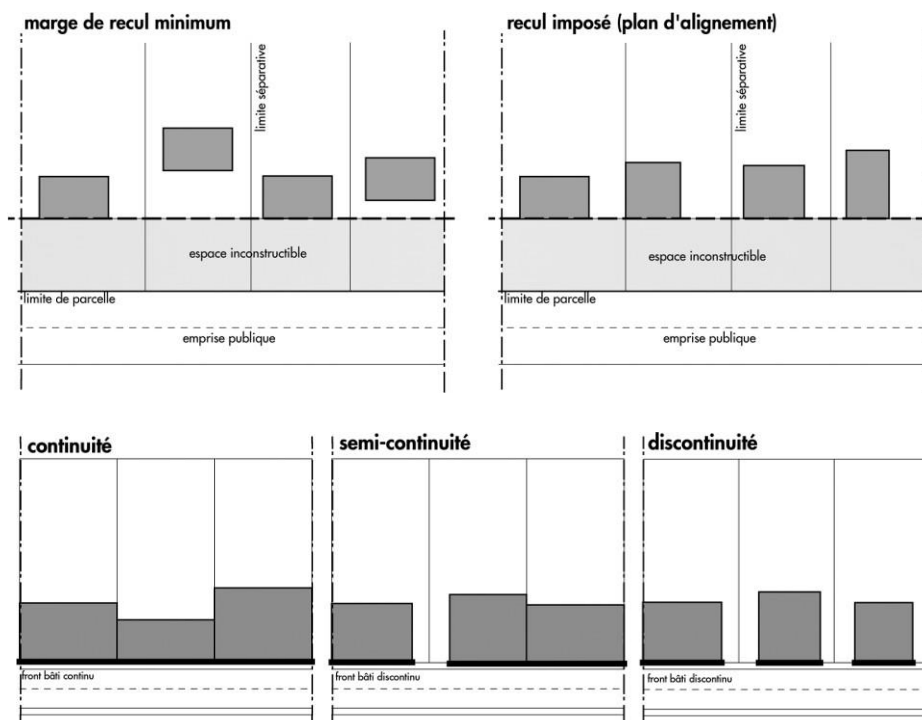 marge de recul minimum
limite séparative
espace inconstructible
limite de parcelle
emprise publique
recul imposé (plan d'alignement)
limite séparative
espace inconstructible
limite de parcelle
emprise publique
continuité
front bâti continu
semi-continuité
front bâti discontinu
discontinuité
front bâti discontinu